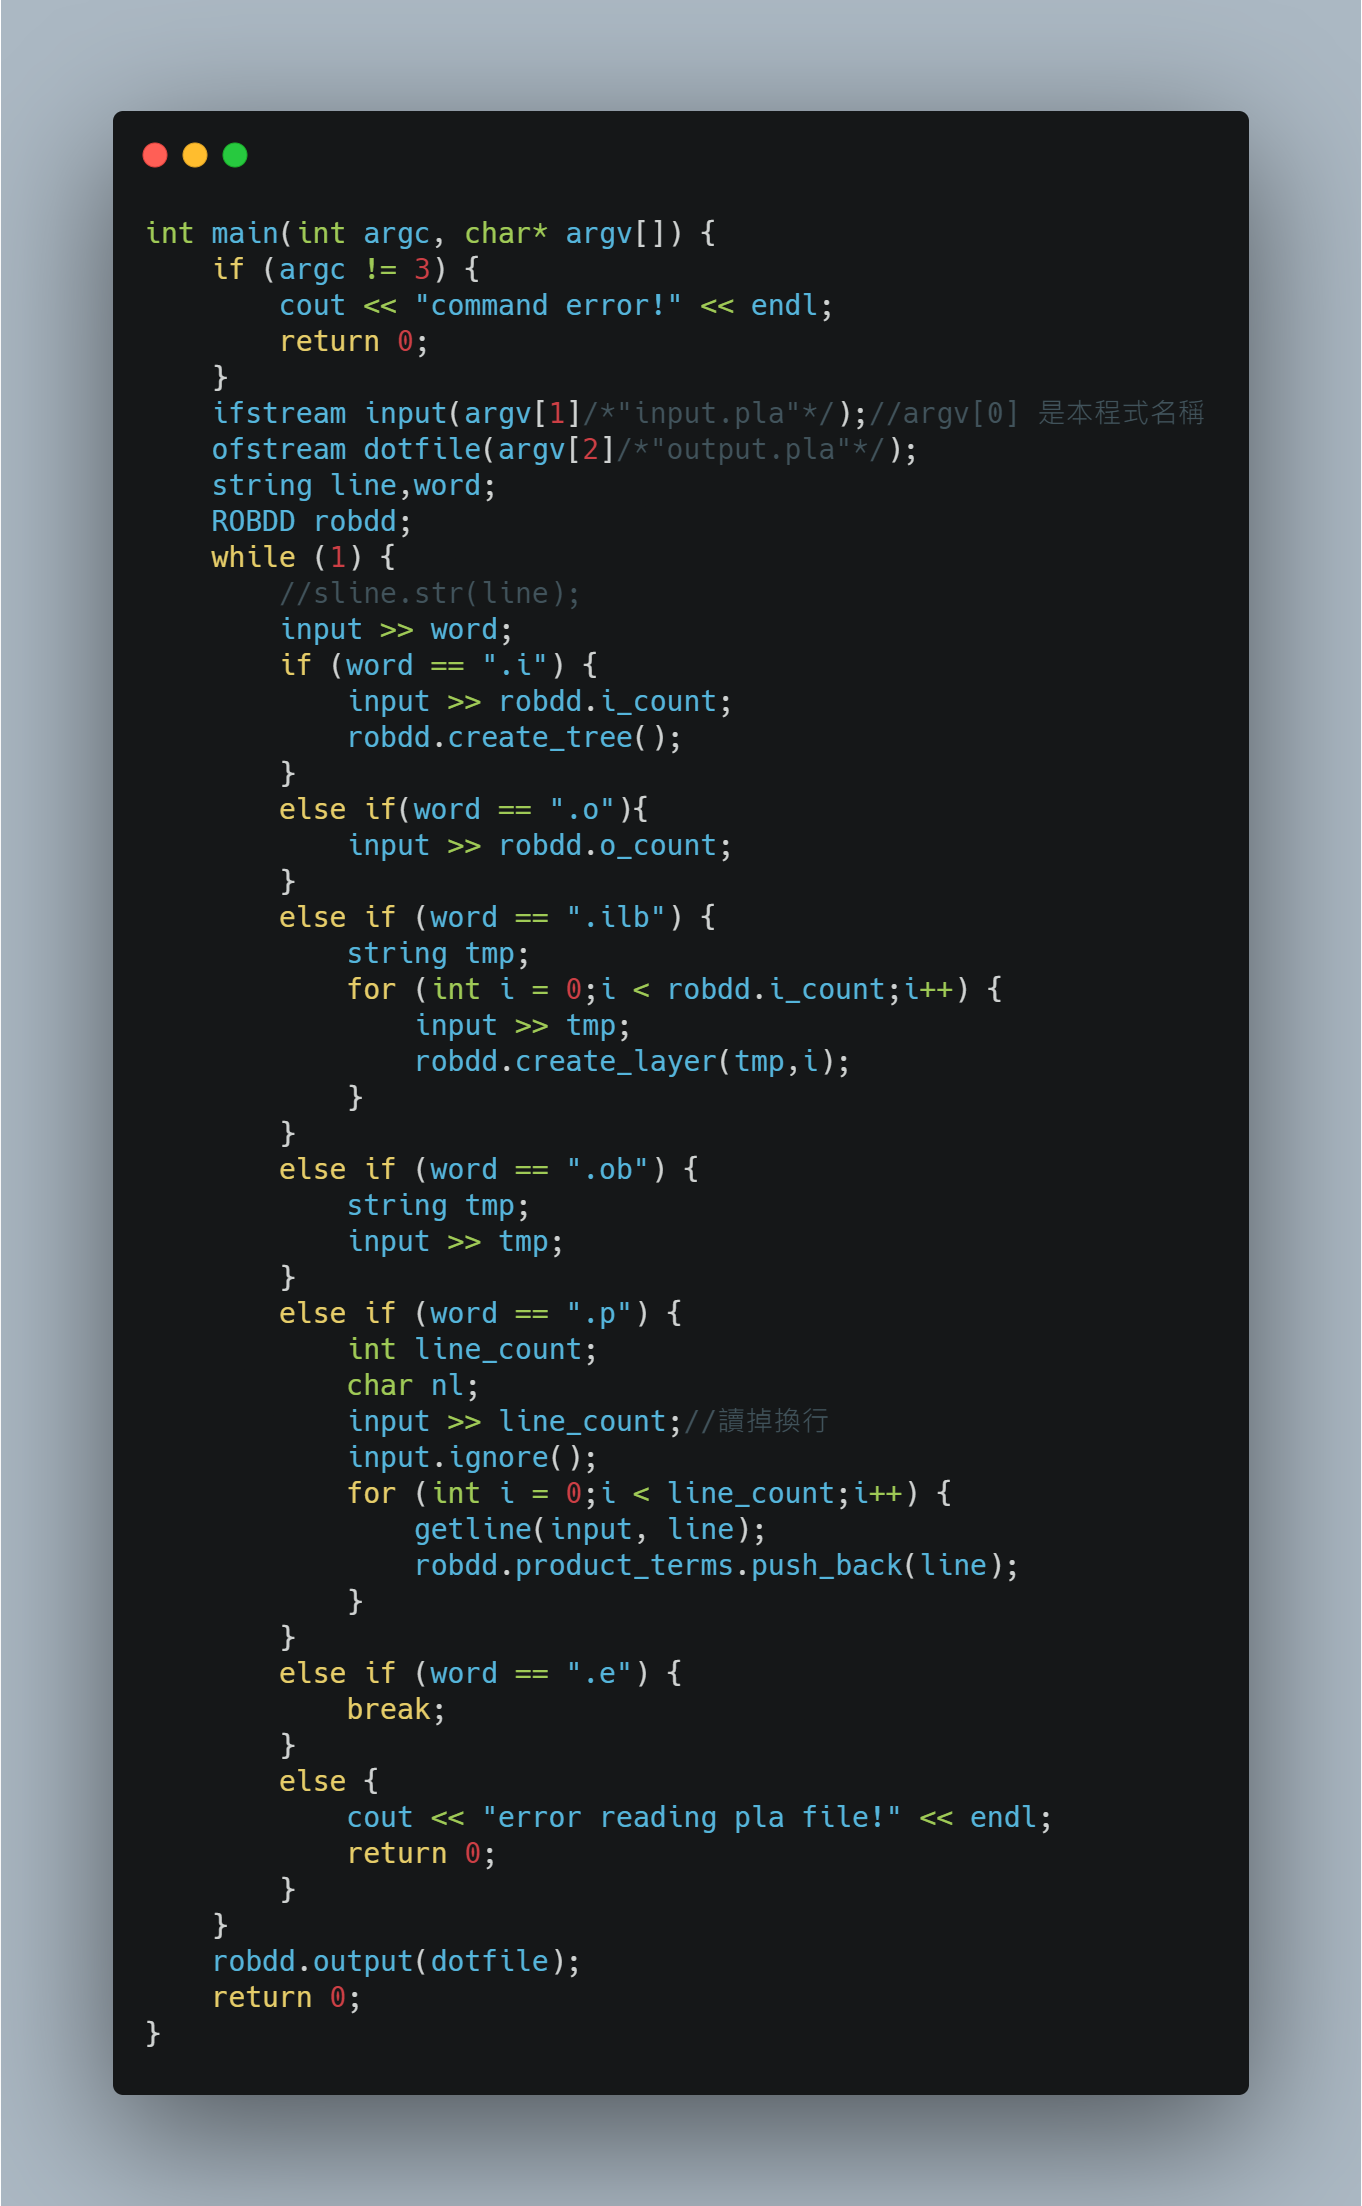 int main(int argc, char* argv[]) {
    if (argc != 3) {
        cout << "command error!" << endl;
        return 0;
    }
    ifstream input(argv[1]/*"input.pla"*/);//argv[0] 是本程式名稱
    ofstream dotfile(argv[2]/*"output.pla"*/);
    string line,word;
    ROBDD robdd;
    while (1) {
        //sline.str(line);
        input >> word;
        if (word == ".i") {
            input >> robdd.i_count;
            robdd.create_tree();
        }
        else if(word == ".o"){
            input >> robdd.o_count;
        }
        else if (word == ".ilb") {
            string tmp;
            for (int i = 0;i < robdd.i_count;i++) {
                input >> tmp;
                robdd.create_layer(tmp,i);
            }
        }
        else if (word == ".ob") {
            string tmp;
            input >> tmp;
        }
        else if (word == ".p") {
            int line_count;
            char nl;
            input >> line_count;//讀掉換行
            input.ignore();
            for (int i = 0;i < line_count;i++) {
                getline(input, line);
                robdd.product_terms.push_back(line);
            }
        }
        else if (word == ".e") {
            break;
        }
        else {
            cout << "error reading pla file!" << endl;
            return 0;
        }
    }
    robdd.output(dotfile);
    return 0;
}